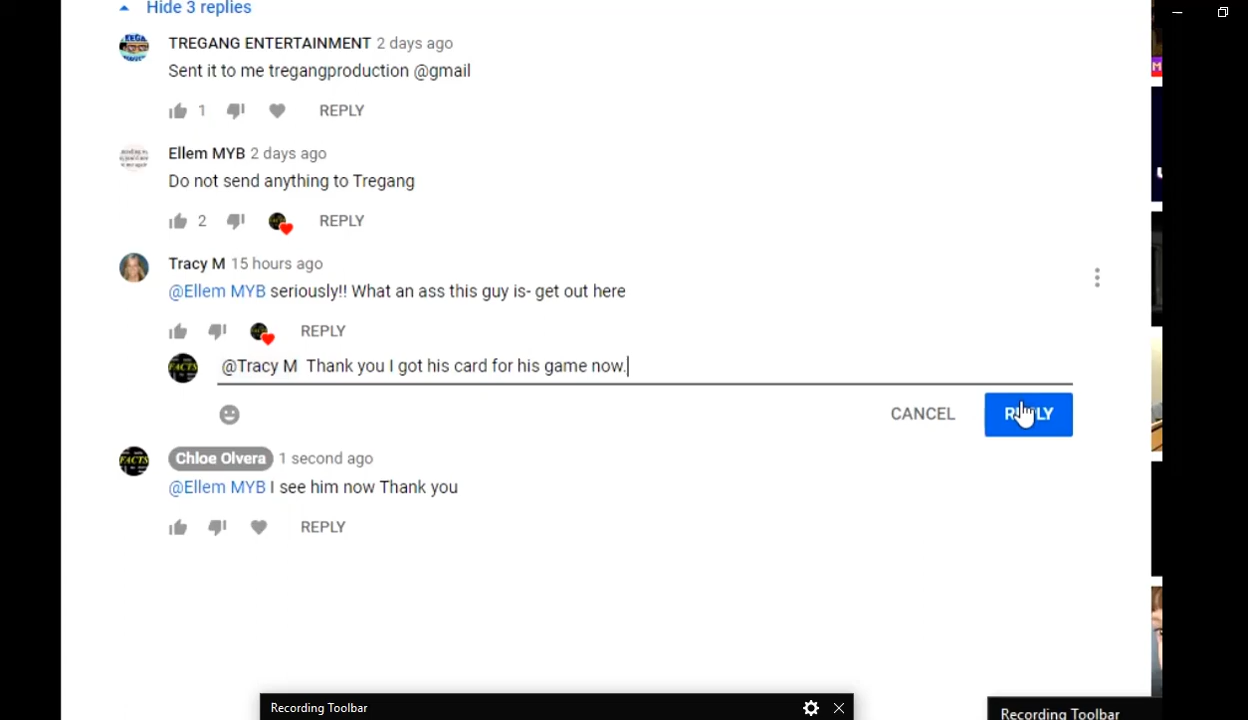 Hide 3 replies
TREGANG ENTERTAINMENT 2 days ago
Sent it to me tregangproduction @gmail
1 REPLY
Ellem MYB 2 days ago
Do not send anything to Tregang
2 REPLY
Tracy M 15 hours ago
@Ellem MYB seriously!! What an ass this guy is- get out here
REPLY
FACTS @Tracy M Thank you I got his card for his game now.
CANCEL
FACTS Chloe Olvera 1 second ago
@Ellem MYB I see him now Thank you
REPLY
Recording Toolbar
Recording Toolbar